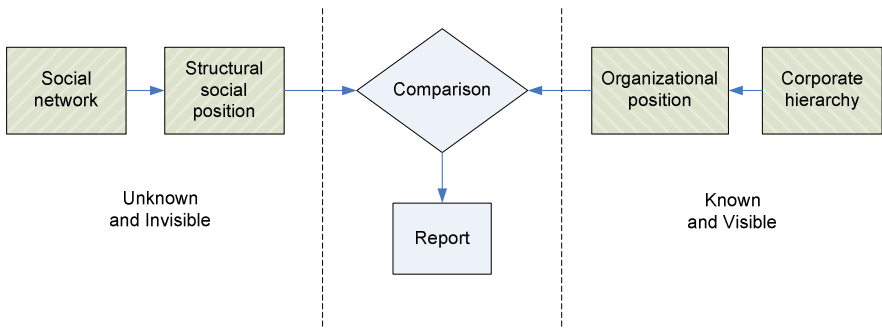 Social
network
Structural
social
position
Comparison
Organizational
position
Corporate
hierarchy
Unknown
and Invisible
Report
Known
and Visible